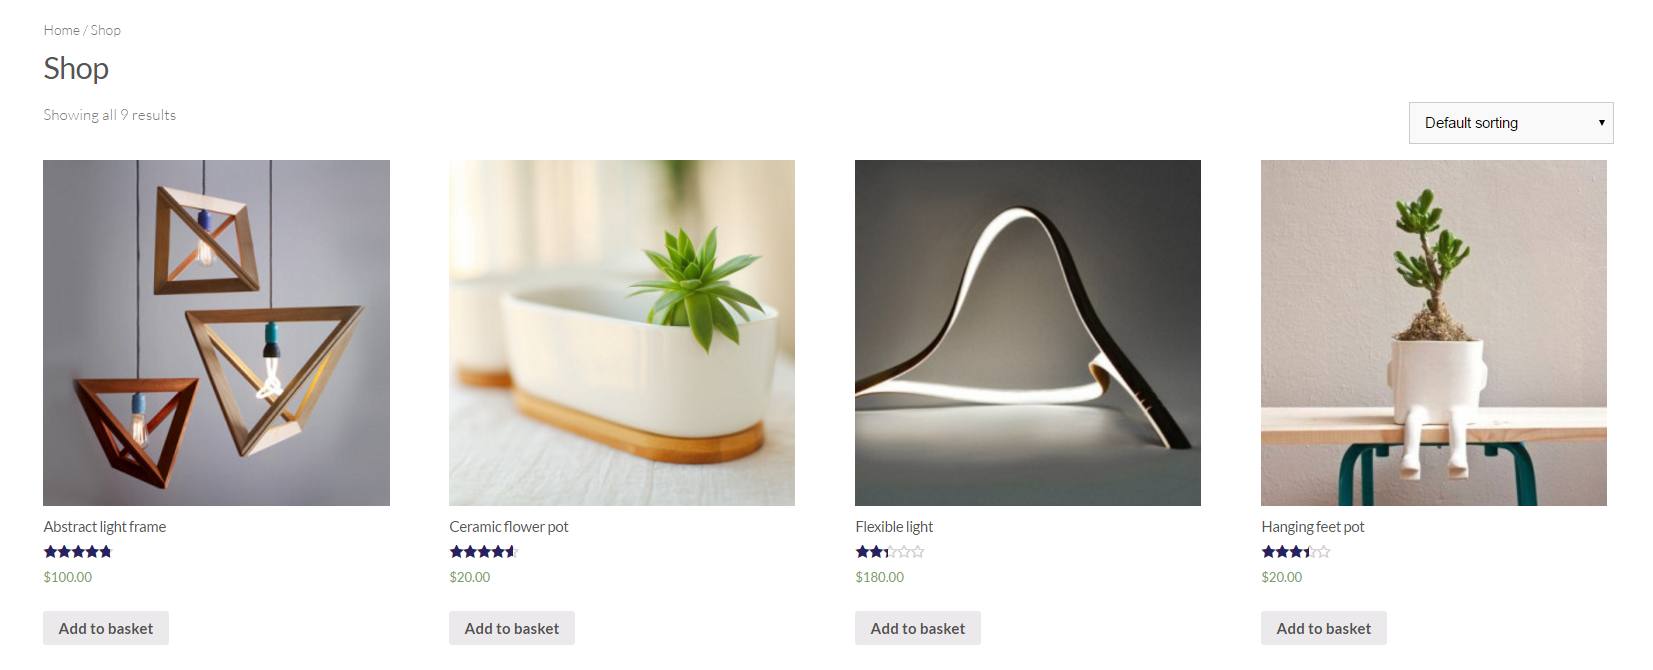 Home / Shop
Shop
Showing all 9 results
Default sorting
Abstract light frame
$100.00
Add to basket
Ceramic flower pot
$20.00
Add to basket
Flexible light
$180.00
Add to basket
Hanging feet pot
$20.00
Add to basket